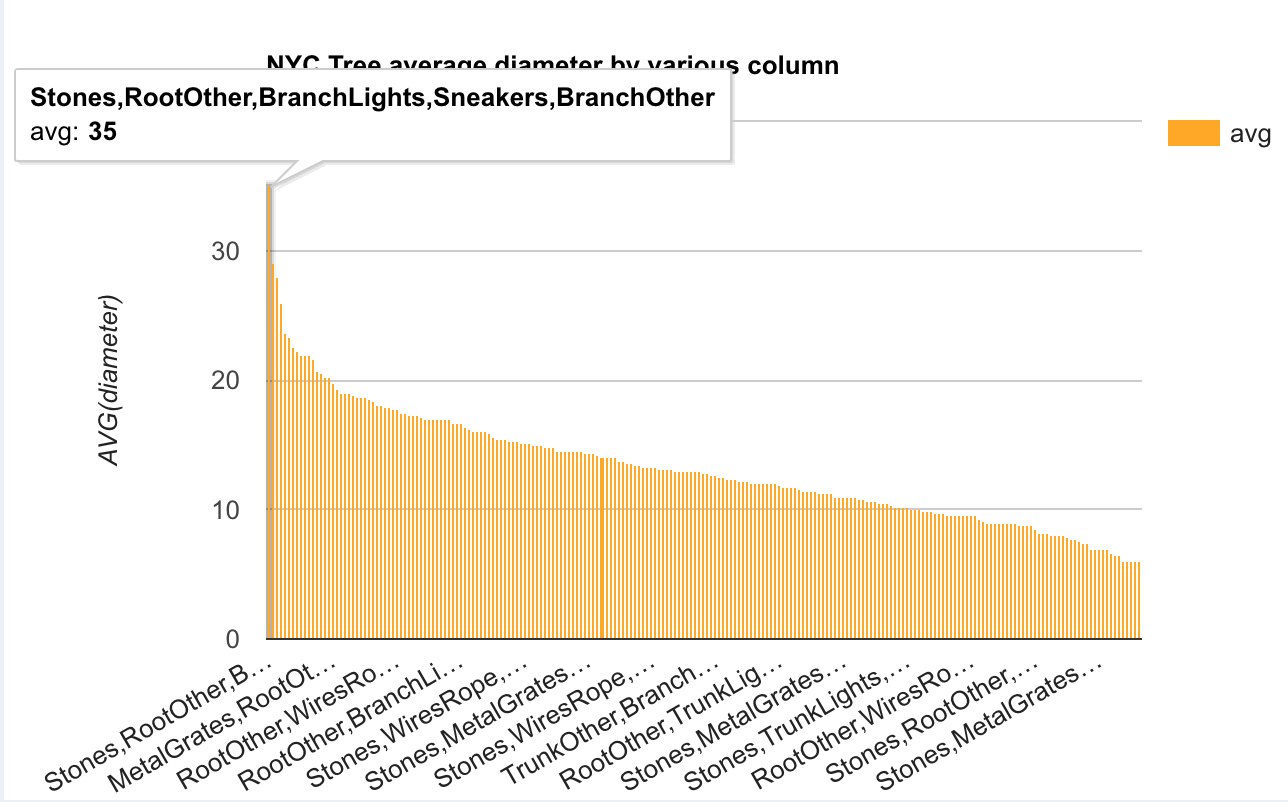 NYC Tree average diameter by various column
Stones,RootOther,BranchLights,Sneakers,BranchOther
avg: 35
avg
30
20
10
0
AVG(diameter)
Stones,RootOther,B…
MetalGrates,RootOt…
RootOther,WiresRo…
RootOther,BranchLi…
Stones,WiresRope,…
Stones,MetalGrates…
Stones,WiresRope,…
TrunkOther,Branch…
RootOther,TrunkLig…
Stones,MetalGrates…
Stones,TrunkLights,…
RootOther,WiresRo…
Stones,RootOther,…
Stones,MetalGrates…